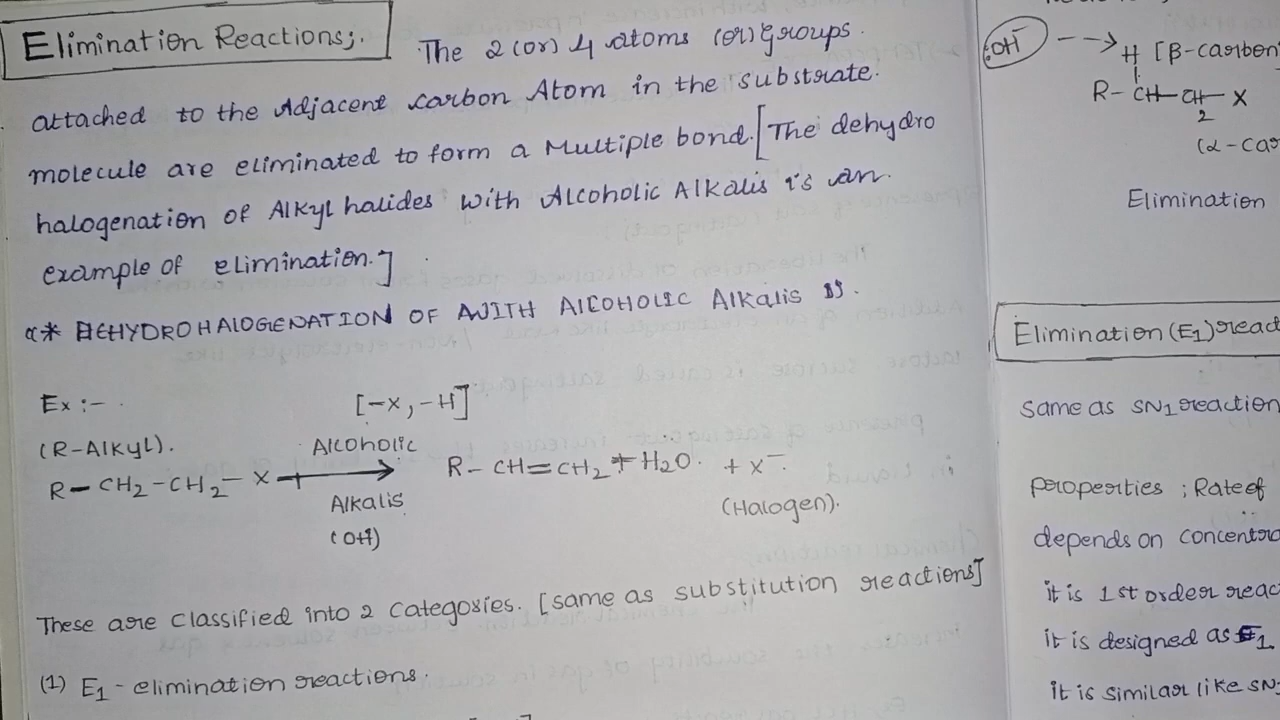 Elimination Reactions;.
The 2 (or) 4 atoms (or) groups.
attached to the Adjacent carbon Atom in the substrate.
molecule are eliminated to form a Multiple bond. [The dehydro
halogenation of Alkyl halides with Alcoholic Alkalis is an.
example of elimination.]
HYDROHALOGENATION OF WITH AlCOHOLIC Alkalis
Ex :-
[-X, -H]
(R-Alkyl).
Alcoholic
R-CH2-CH2-X → R-CH=CH2 + H2O. + X-.
Alkalis
(Halogen).
(OH)
These are classified into 2 categories. [same as substitution reactions]
(1) E1 - elimination reactions.
:OH- --> H [β-carbon
R-CH-CH2-X
(α-ca
Elimination
Elimination (E1) react
same as SN1 reaction
properties ; Rate of
depends on concentra
it is 1st order reac
it is designed as E1.
it is similar like SN